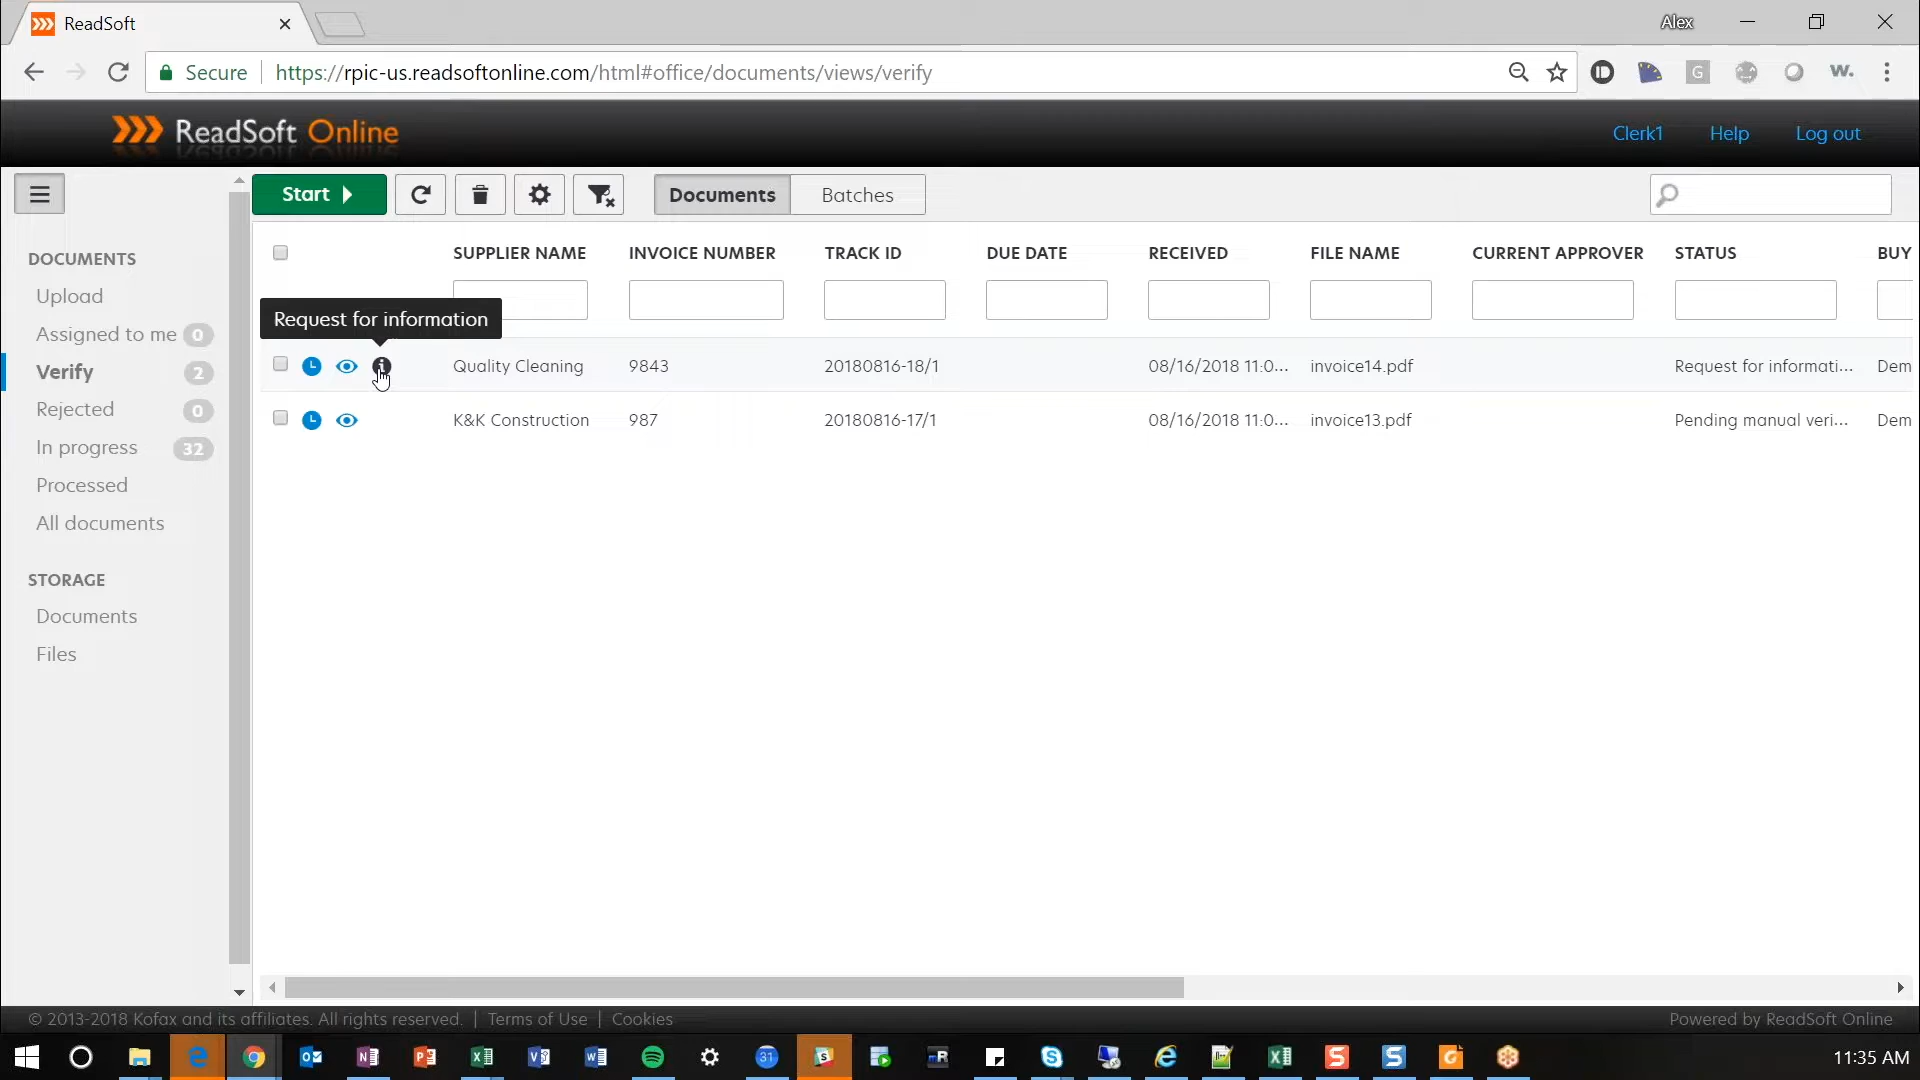 ReadSoft
Alex
Secure
https://rpic-us.readsoftonline.com/html#office/documents/views/verify
ReadSoft Online
Clerk1 Help Log out
Start
Documents Batches
DOCUMENTS
Upload
Assigned to me 0
Verify 2
Rejected 0
In progress 32
Processed
All documents
STORAGE
Documents
Files
SUPPLIER NAME INVOICE NUMBER TRACK ID DUE DATE RECEIVED FILE NAME CURRENT APPROVER STATUS BUY
Request for information
Quality Cleaning 9843 20180816-18/1 08/16/2018 11:0... invoice14.pdf Request for informati... Dem
K&K Construction 987 20180816-17/1 08/16/2018 11:0... invoice13.pdf Pending manual veri... Dem
© 2013-2018 Kofax and its affiliates. All rights reserved. | Terms of Use | Cookies
Powered by ReadSoft Online
31
11:35 AM